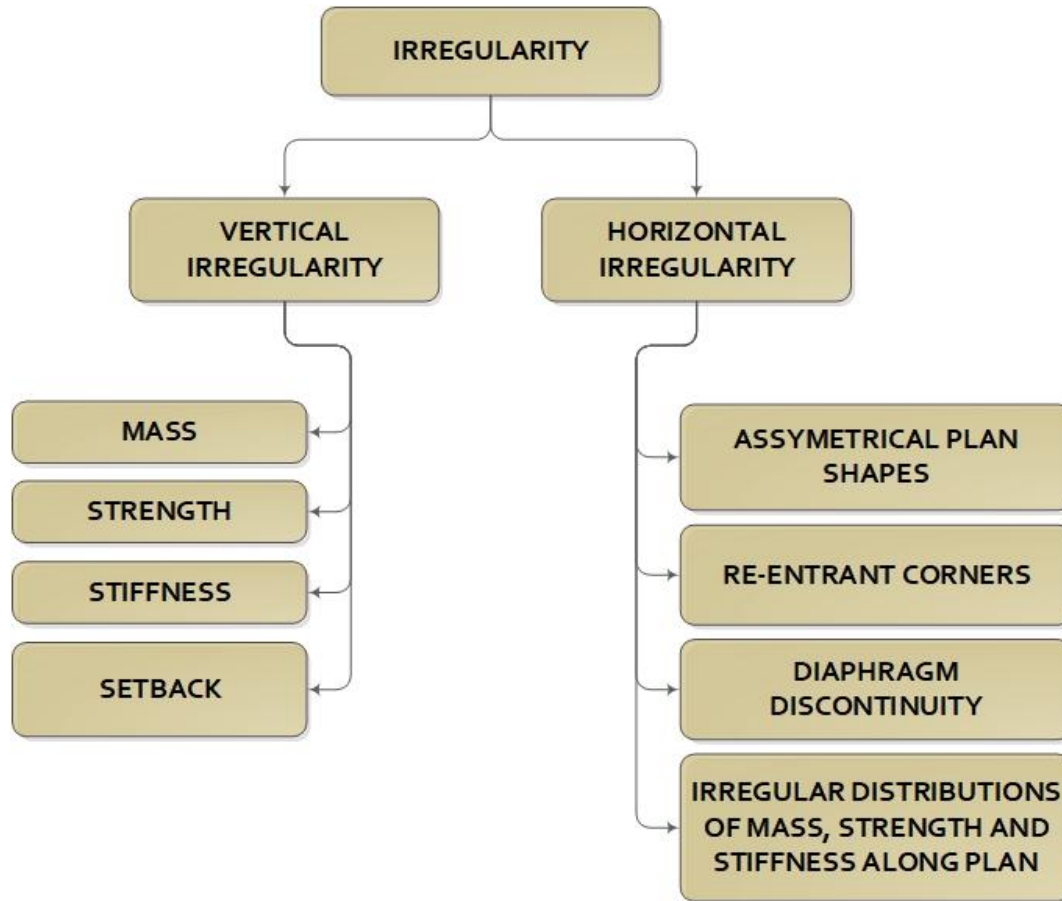 IRREGULARITY
VERTICAL
IRREGULARITY
HORIZONTAL
IRREGULARITY
MASS
STRENGTH
STIFFNESS
SETBACK
ASSYMETRICAL PLAN
SHAPES
RE-ENTRANT CORNERS
DIAPHRAGM
DISCONTINUITY
IRREGULAR DISTRIBUTIONS
OF MASS, STRENGTH AND
STIFFNESS ALONG PLAN